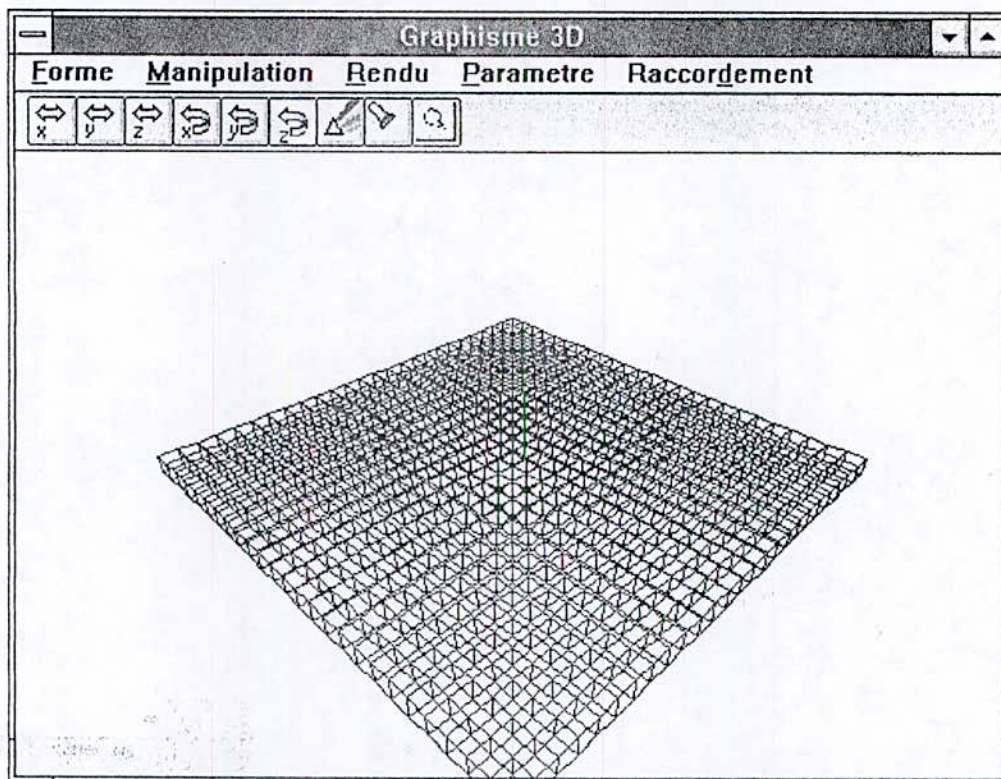 Graphisme 3D
Forme Manipulation Rendu Parametre Raccordement
x y z x y z